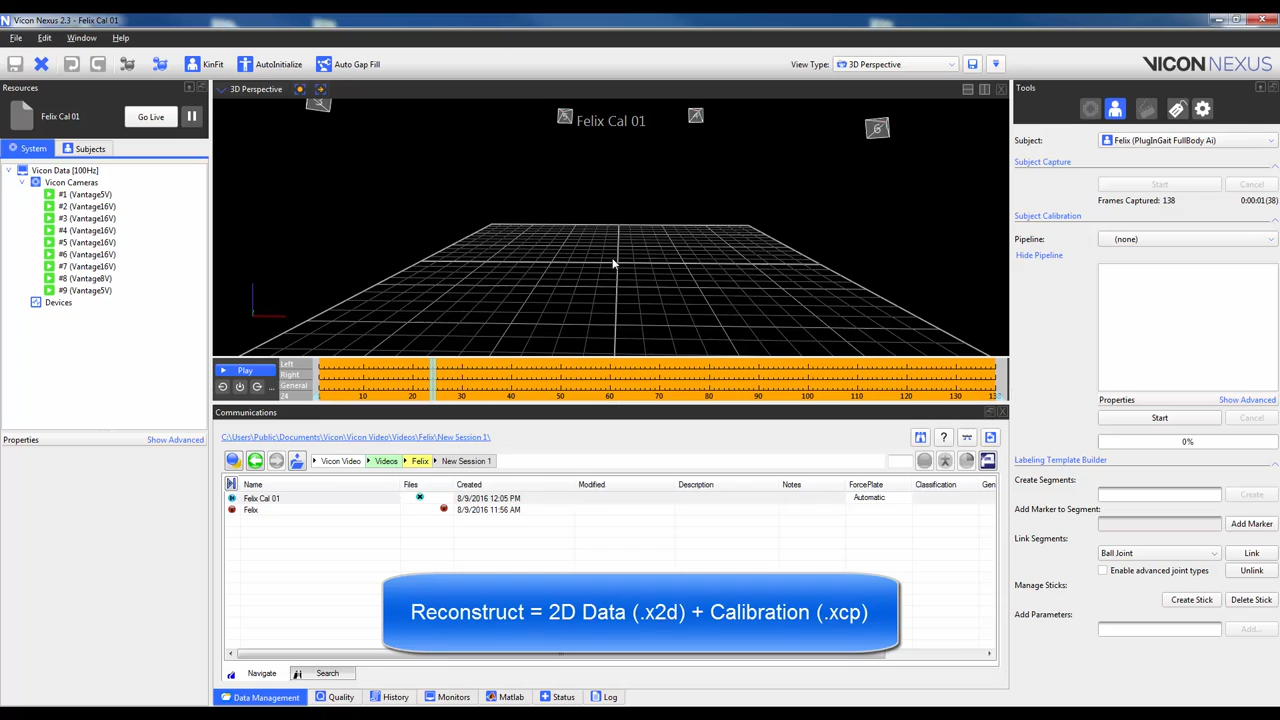 Vicon Nexus 2.3 - Felix Cal 01
File Edit Window Help
KinFit AutoInitialize Auto Gap Fill
View Type: 3D Perspective
VICON NEXUS
Resources
Felix Cal 01
Go Live
System Subjects
Vicon Data [100Hz]
Vicon Cameras
#1 (Vantage5V)
#2 (Vantage16V)
#3 (Vantage16V)
#4 (Vantage16V)
#5 (Vantage16V)
#6 (Vantage16V)
#7 (Vantage16V)
#8 (Vantage8V)
#9 (Vantage5V)
Devices
Properties Show Advanced
3D Perspective
Felix Cal 01
6
Play
Left
Right
General
24 10 20 30 40 50 60 70 80 90 100 110 120
Communications
C:\Users\Public\Documents\Vicon\Vicon Video\Videos\Felix\New Session 1\
Vicon Video Videos Felix New Session 1
Name Files Created Modified Description Notes ForcePlate Classification Gen
Felix Cal 01 8/9/2016 12:05 PM Automatic
Felix 8/9/2016 11:56 AM
Reconstruct = 2D Data (.x2d) + Calibration (.xcp)
Navigate Search
Data Management Quality History Monitors Matlab Status Log
Tools
Subject: Felix (PlugInGait FullBody Ai)
Subject Capture
Start Cancel
Frames Captured: 138 0:00:01(38)
Subject Calibration
Pipeline: (none)
Hide Pipeline
Properties Show Advanced
Start Cancel
0%
Labeling Template Builder
Create Segments:
Create
Add Marker to Segment:
Add Marker
Link Segments:
Ball Joint Link
Enable advanced joint types Unlink
Manage Sticks:
Create Stick Delete Stick
Add Parameters:
Add...